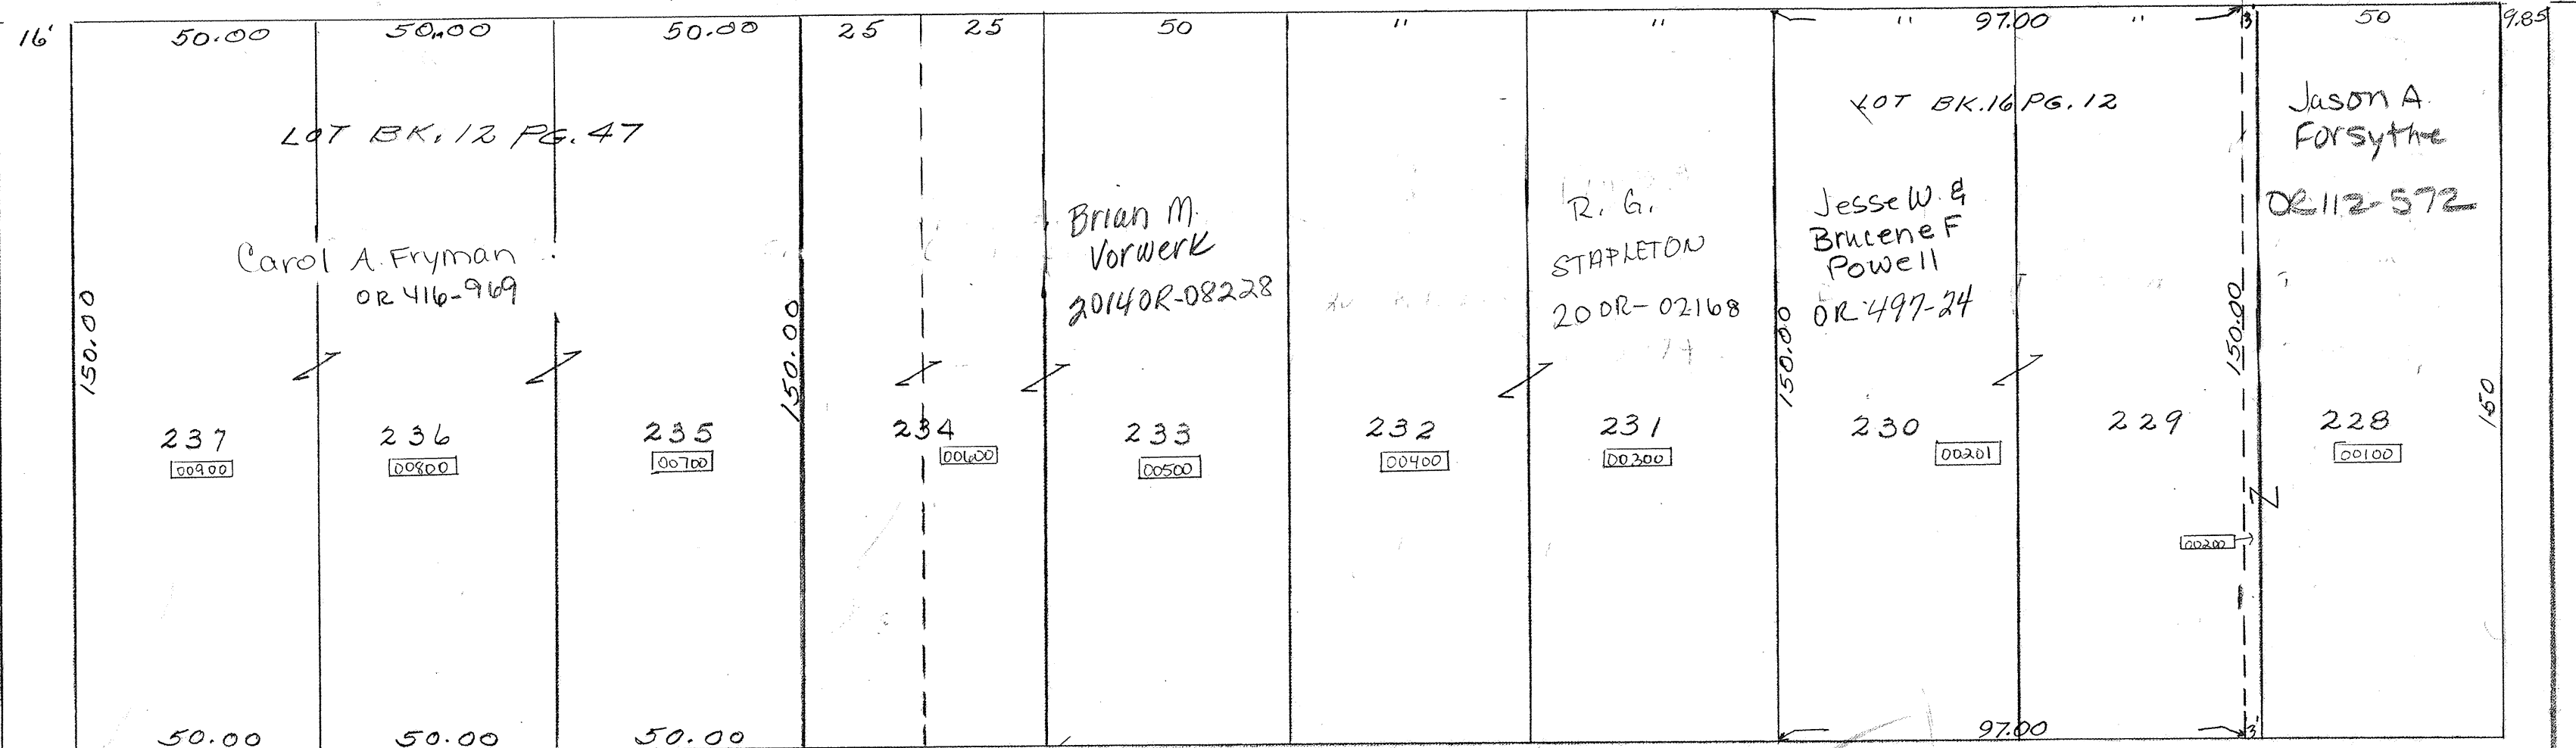 16' 50.00 50.00 50.00 25 25 50 " " " 97.00 " 3' 50 9.85
LOT BK. 12 PG. 47
LOT BK. 16 PG. 12
Jason A.
Forsythe
OR 112-572
Carol A. Fryman
OR 416-969
Brian M.
Vorwerk
2014OR-08228
R. G.
STAPLETON
20 OR-02168
Jesse W. &
Brucene F
Powell
OR 497-24
150.00 150.00 150.00 150.00 150
237 236 235 234 233 232 231 230 229 228
00900 00800 00700 00600 00500 00400 00300 00201 00100
00200
50.00 50.00 50.00 97.00 3'